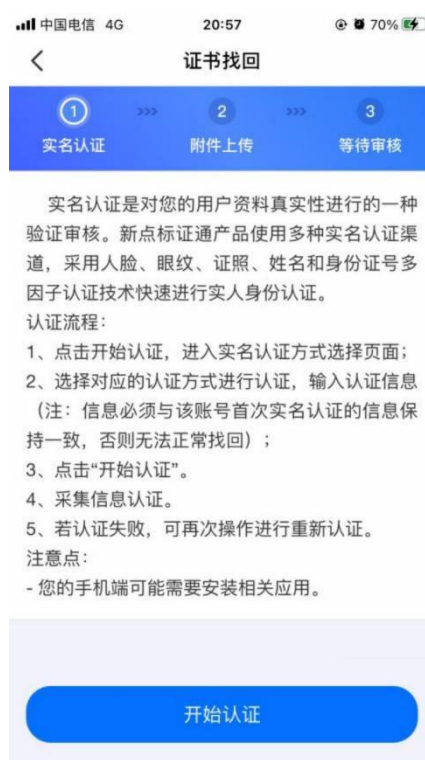 中国电信 4G 20:57 70%
证书找回
1 >>> 2 >>> 3
实名认证 附件上传 等待审核
实名认证是对您的用户资料真实性进行的一种
验证审核。新点标证通产品使用多种实名认证渠
道，采用人脸、眼纹、证照、姓名和身份证号多
因子认证技术快速进行实人身份认证。
认证流程：
1、点击开始认证，进入实名认证方式选择页面；
2、选择对应的认证方式进行认证，输入认证信息
（注：信息必须与该账号首次实名认证的信息保
持一致，否则无法正常找回）；
3、点击“开始认证”。
4、采集信息认证。
5、若认证失败，可再次操作进行重新认证。
注意点：
- 您的手机端可能需要安装相关应用。
开始认证